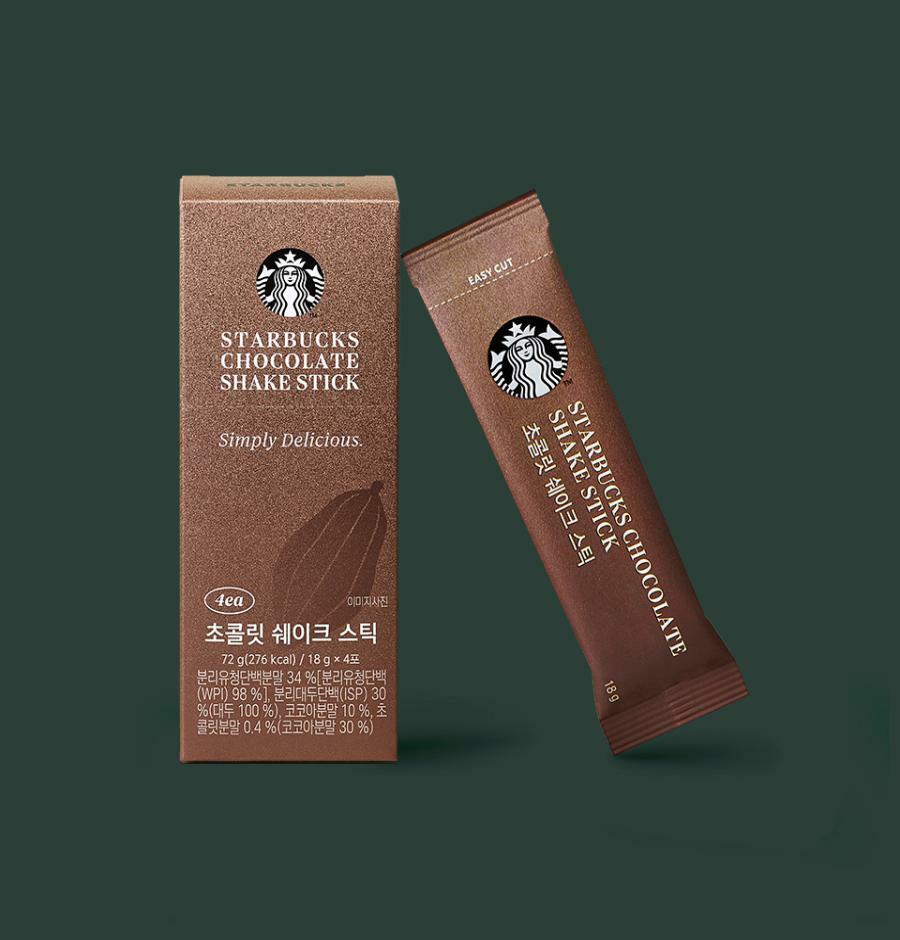 STARBUCKS
STARBUCKS
CHOCOLATE
SHAKE STICK
Simply Delicious.
4ea
이미지사진
초콜릿 쉐이크 스틱
72 g(276 kcal) / 18 g × 4포
분리유청단백분말 34 %[분리유청단백
(WPI) 98 %], 분리대두단백(ISP) 30
%(대두 100 %), 코코아분말 10 %, 초
콜릿분말 0.4 %(코코아분말 30 %)
EASY CUT
TM
STARBUCKS CHOCOLATE
SHAKE STICK
초콜릿 쉐이크 스틱
18 g